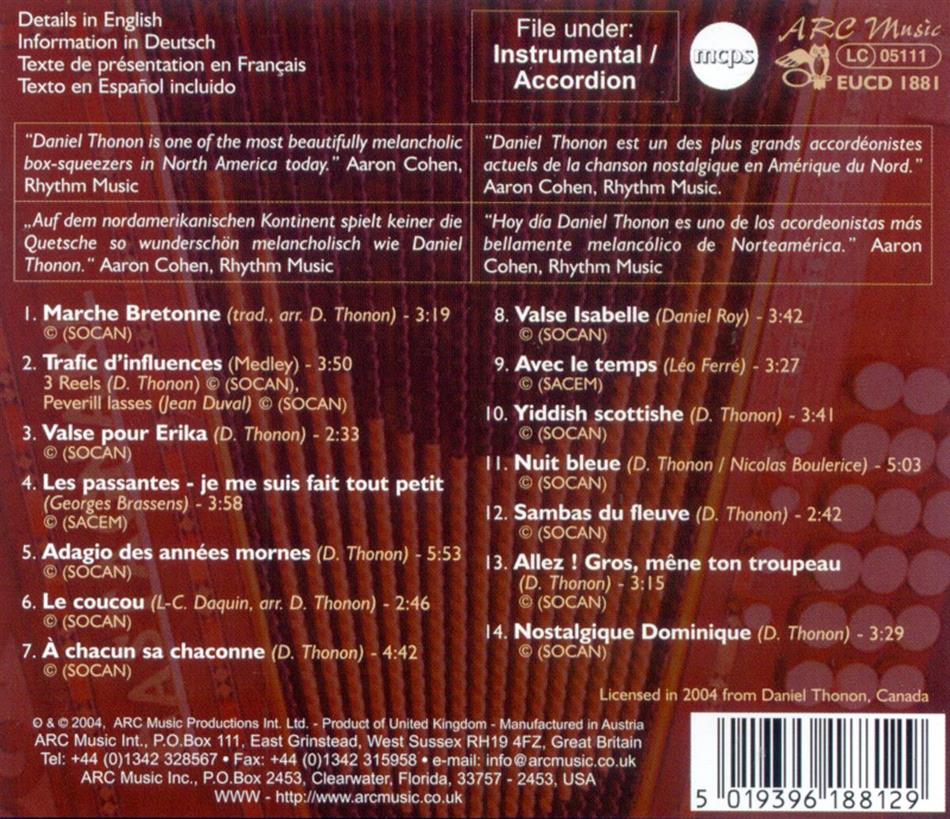 Details in English
Information in Deutsch
Texte de présentation en Français
Texto en Español incluido
File under:
Instrumental /
Accordion
mcps
ARC Music
LC 05111
EUCD 1881
"Daniel Thonon is one of the most beautifully melancholic
box-squeezers in North America today." Aaron Cohen,
Rhythm Music
"Daniel Thonon est un des plus grands accordéonistes
actuels de la chanson nostalgique en Amérique du Nord."
Aaron Cohen, Rhythm Music.
„Auf dem nordamerikanischen Kontinent spielt keiner die
Quetsche so wunderschön melancholisch wie Daniel
Thonon." Aaron Cohen, Rhythm Music
"Hoy día Daniel Thonon es uno de los acordeonistas más
bellamente melancólico de Norteamérica." Aaron
Cohen, Rhythm Music
1. Marche Bretonne (trad., arr. D. Thonon) - 3:19
© (SOCAN)
2. Trafic d'influences (Medley) - 3:50
3 Reels (D. Thonon) © (SOCAN),
Peverill lasses (Jean Duval) © (SOCAN)
3. Valse pour Erika (D. Thonon) - 2:33
© (SOCAN)
4. Les passantes - je me suis fait tout petit
(Georges Brassens) - 3:58
© (SACEM)
5. Adagio des années mornes (D. Thonon) - 5:53
© (SOCAN)
6. Le coucou (L-C. Daquin, arr. D. Thonon) - 2:46
© (SOCAN)
7. À chacun sa chaconne (D. Thonon) - 4:42
© (SOCAN)
8. Valse Isabelle (Daniel Roy) - 3:42
© (SOCAN)
9. Avec le temps (Léo Ferré) - 3:27
© (SACEM)
10. Yiddish scottishe (D. Thonon) - 3:41
© (SOCAN)
11. Nuit bleue (D. Thonon / Nicolas Boulerice) - 5:03
© (SOCAN)
12. Sambas du fleuve (D. Thonon) - 2:42
© (SOCAN)
13. Allez ! Gros, mêne ton troupeau
(D. Thonon) - 3:15
© (SOCAN)
14. Nostalgique Dominique (D. Thonon) - 3:29
© (SOCAN)
Licensed in 2004 from Daniel Thonon, Canada
℗ & © 2004, ARC Music Productions Int. Ltd. - Product of United Kingdom - Manufactured in Austria
ARC Music Int., P.O.Box 111, East Grinstead, West Sussex RH19 4FZ, Great Britain
Tel: +44 (0)1342 328567 • Fax: +44 (0)1342 315958 • e-mail: info@arcmusic.co.uk
ARC Music Inc., P.O.Box 2453, Clearwater, Florida, 33757 - 2453, USA
WWW - http://www.arcmusic.co.uk
5 019396 188129